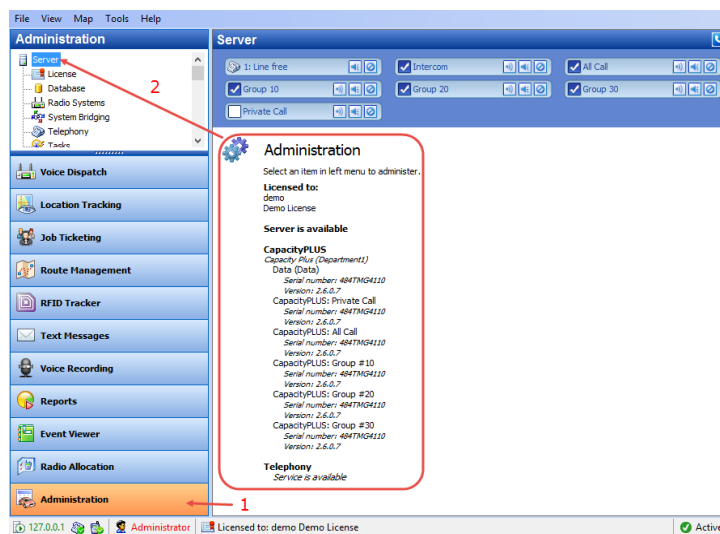 File View Map Tools Help
Administration
Server
Server
License
Database
Radio Systems
System Bridging
Telephony
Tasks
2
1: Line free
Intercom
All Call
Group 10
Group 20
Group 30
Private Call
Voice Dispatch
Location Tracking
Job Ticketing
Route Management
RFID Tracker
Text Messages
Voice Recording
Reports
Event Viewer
Radio Allocation
Administration
1
Administration
Select an item in left menu to administer.
Licensed to:
demo
Demo License
Server is available
CapacityPLUS
Capacity Plus (Department1)
Data (Data)
Serial number: 484TMG4110
Version: 2.6.0.7
CapacityPLUS: Private Call
Serial number: 484TMG4110
Version: 2.6.0.7
CapacityPLUS: All Call
Serial number: 484TMG4110
Version: 2.6.0.7
CapacityPLUS: Group #10
Serial number: 484TMG4110
Version: 2.6.0.7
CapacityPLUS: Group #20
Serial number: 484TMG4110
Version: 2.6.0.7
CapacityPLUS: Group #30
Serial number: 484TMG4110
Version: 2.6.0.7
Telephony
Service is available
127.0.0.1 Administrator Licensed to: demo Demo License Active